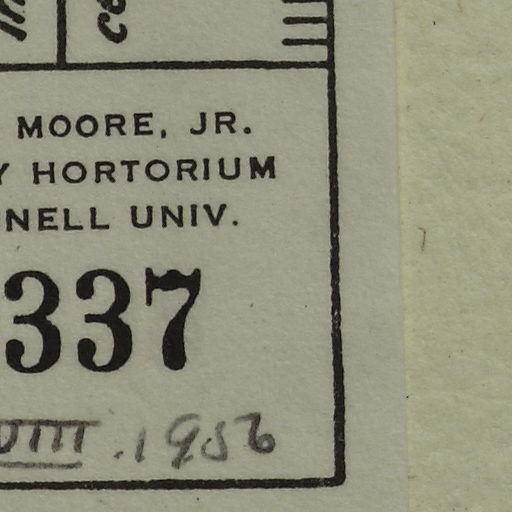 MOORE, JR.
Y HORTORIUM
NELL UNIV.
337
VIII . 1956